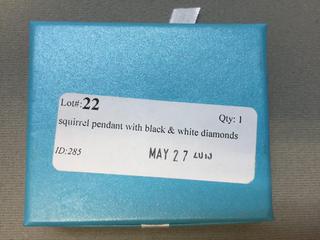 Lot#:22
Qty: 1
squirrel pendant with black & white diamonds
ID:285
MAY 27